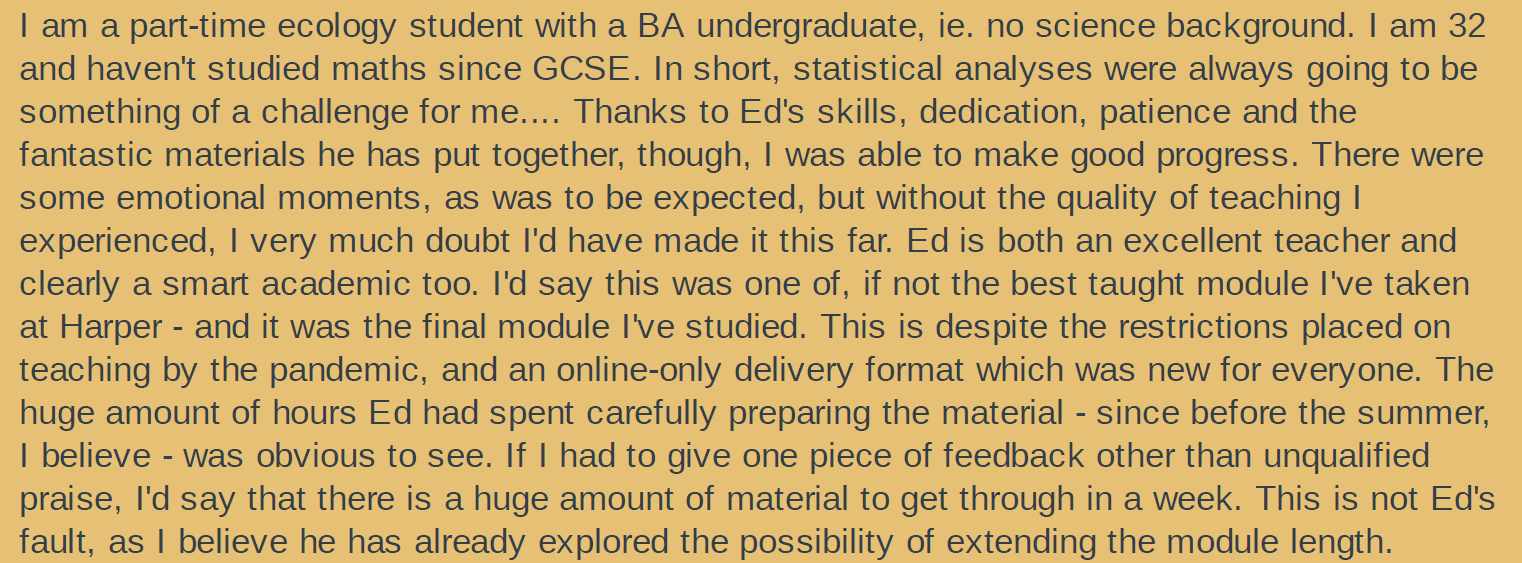 I am a part-time ecology student with a BA undergraduate, ie. no science background. I am 32
and haven't studied maths since GCSE. In short, statistical analyses were always going to be
something of a challenge for me.... Thanks to Ed's skills, dedication, patience and the
fantastic materials he has put together, though, I was able to make good progress. There were
some emotional moments, as was to be expected, but without the quality of teaching I
experienced, I very much doubt I'd have made it this far. Ed is both an excellent teacher and
clearly a smart academic too. I'd say this was one of, if not the best taught module I've taken
at Harper - and it was the final module I've studied. This is despite the restrictions placed on
teaching by the pandemic, and an online-only delivery format which was new for everyone. The
huge amount of hours Ed had spent carefully preparing the material - since before the summer,
I believe - was obvious to see. If I had to give one piece of feedback other than unqualified
praise, I'd say that there is a huge amount of material to get through in a week. This is not Ed's
fault, as I believe he has already explored the possibility of extending the module length.